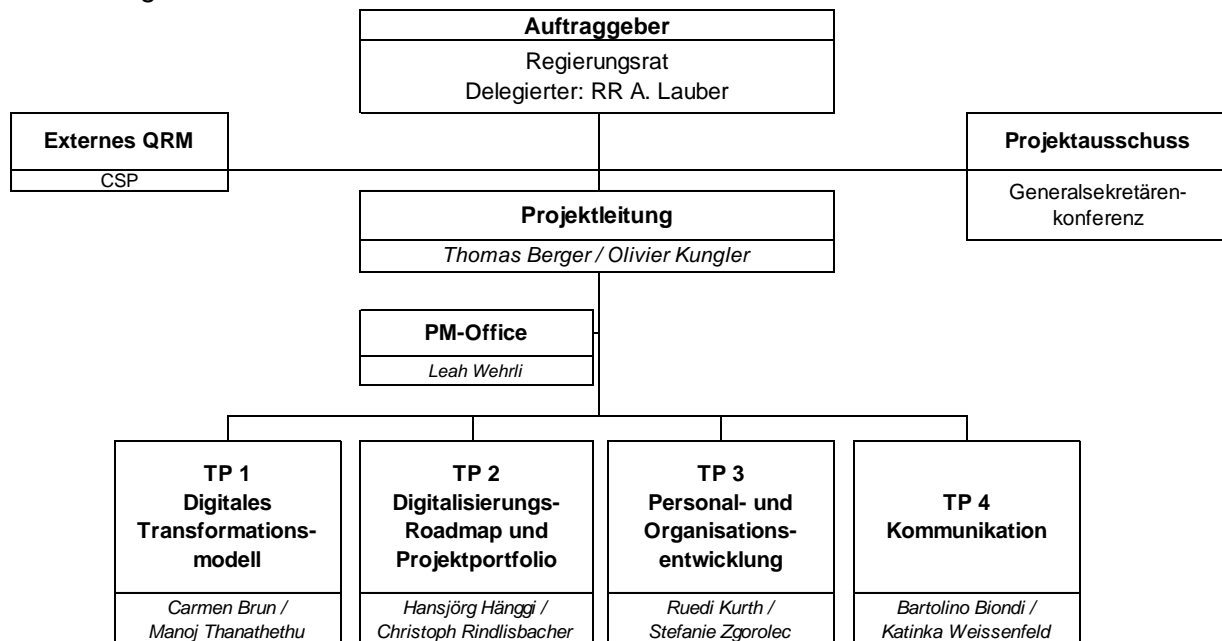 Auftraggeber
Regierungsrat
Delegierter: RR A. Lauber
Externes QRM
CSP
Projektausschuss
Generalsekretären-
konferenz
Projektleitung
Thomas Berger / Olivier Kungler
PM-Office
Leah Wehrli
TP 1
Digitales
Transformations-
modell
Carmen Brun /
Manoj Thanathethu
TP 2
Digitalisierungs-
Roadmap und
Projektportfolio
Hansjörg Hänggi /
Christoph Rindlisbacher
TP 3
Personal- und
Organisations-
entwicklung
Ruedi Kurth /
Stefanie Zgorolec
TP 4
Kommunikation
Bartolino Biondi /
Katinka Weissenfeld